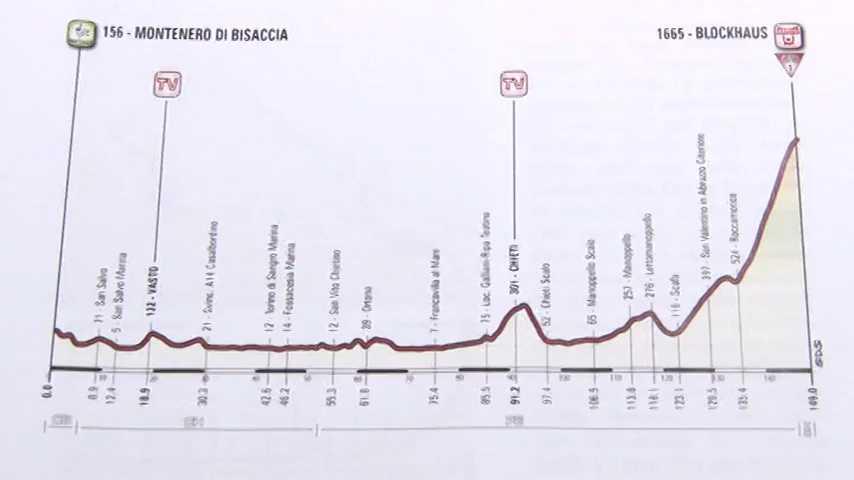 156 - MONTENERO DI BISACCIA
1665 - BLOCKHAUS
1
TV
TV
11 - San Salvo
5 - San Salvo Marina
132 - VASTO
21 - Svinc. A14 Casalbordino
12 - Torino di Sangro Marina
14 - Fossacesia Marina
12 - San Vito Chietino
Ortona
7 - Francavilla al Mare
15 - Loc. Gallium-Ripa Teatina
301 - CHIETI
52 - Chieti Scalo
65 - Manoppello Scalo
257 - Manoppello
276 - Lettomanoppello
116 - Scafa
397 - San Valentino in Abruzzo Citeriore
524 - Roccamorice
SDS
0.0
8.9
12.4
18.9
30.3
42.6
46.2
55.3
61.8
75.4
85.5
91.2
97.4
106.5
113.8
118.1
123.1
129.5
135.4
149.0